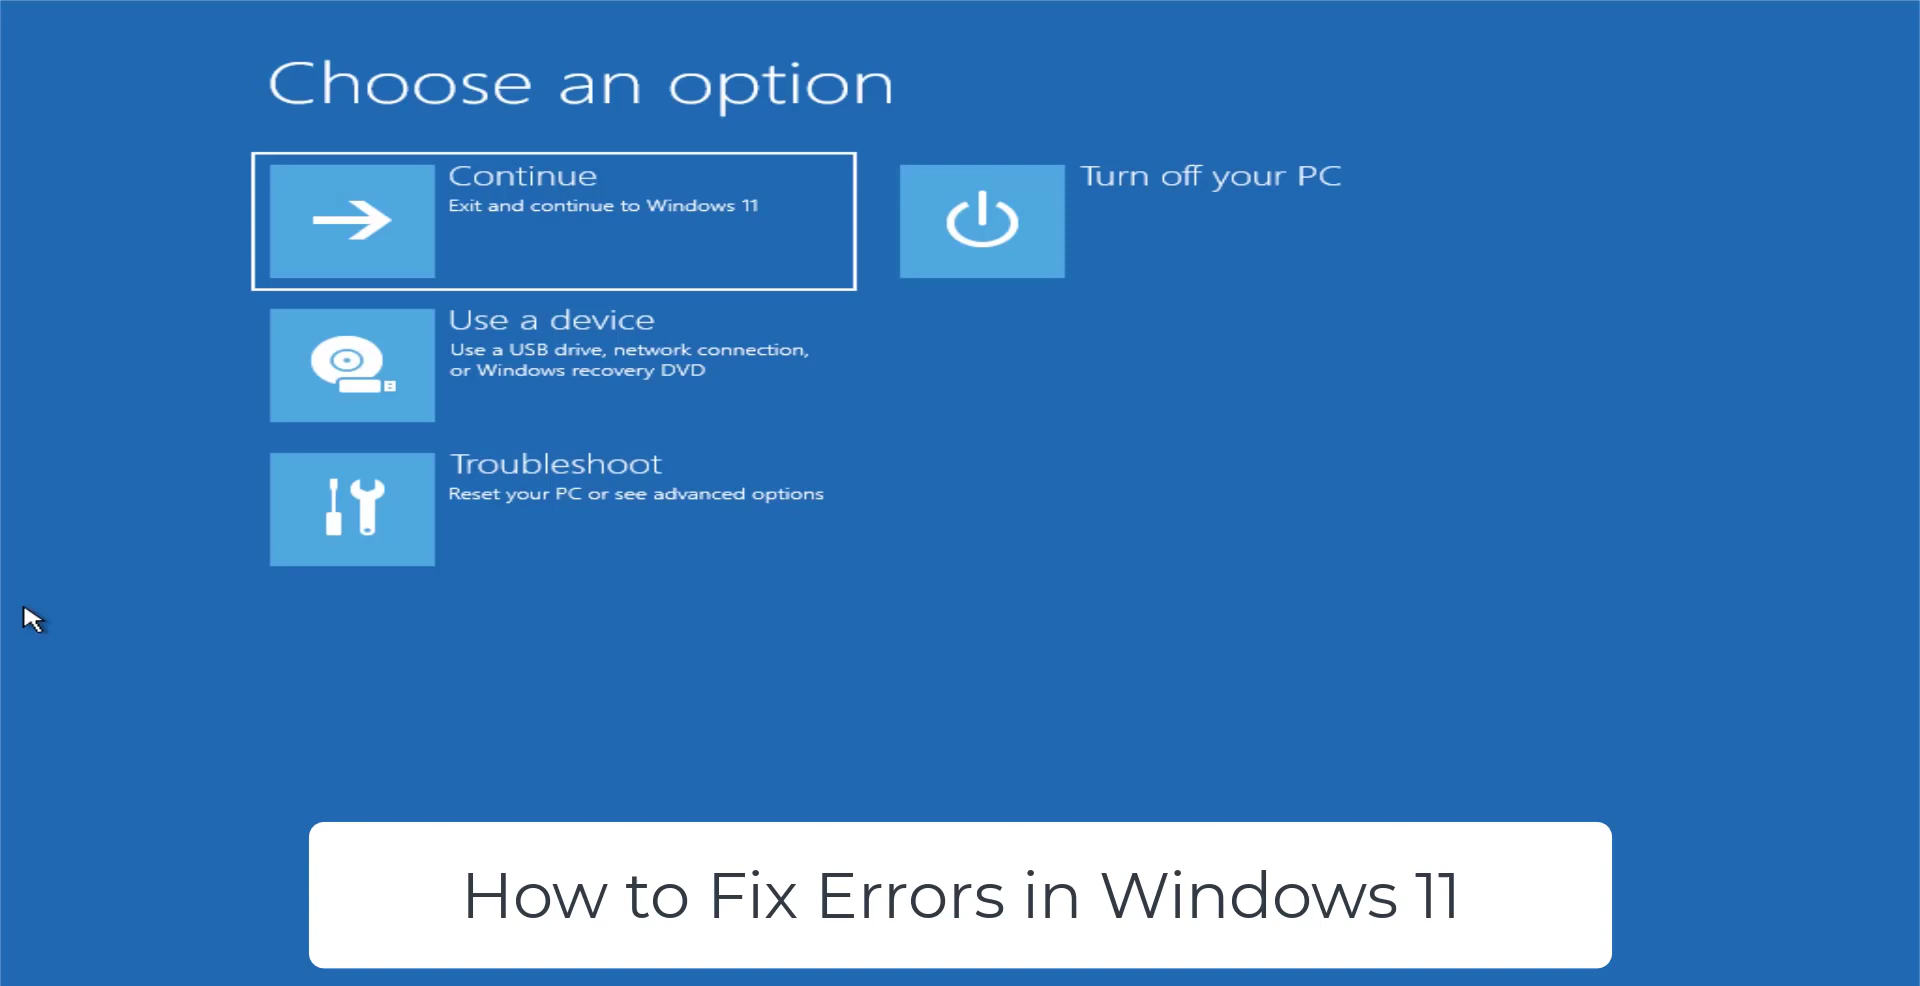 Choose an option
Continue
Exit and continue to Windows 11
Turn off your PC
Use a device
Use a USB drive, network connection,
or Windows recovery DVD
Troubleshoot
Reset your PC or see advanced options
How to Fix Errors in Windows 11